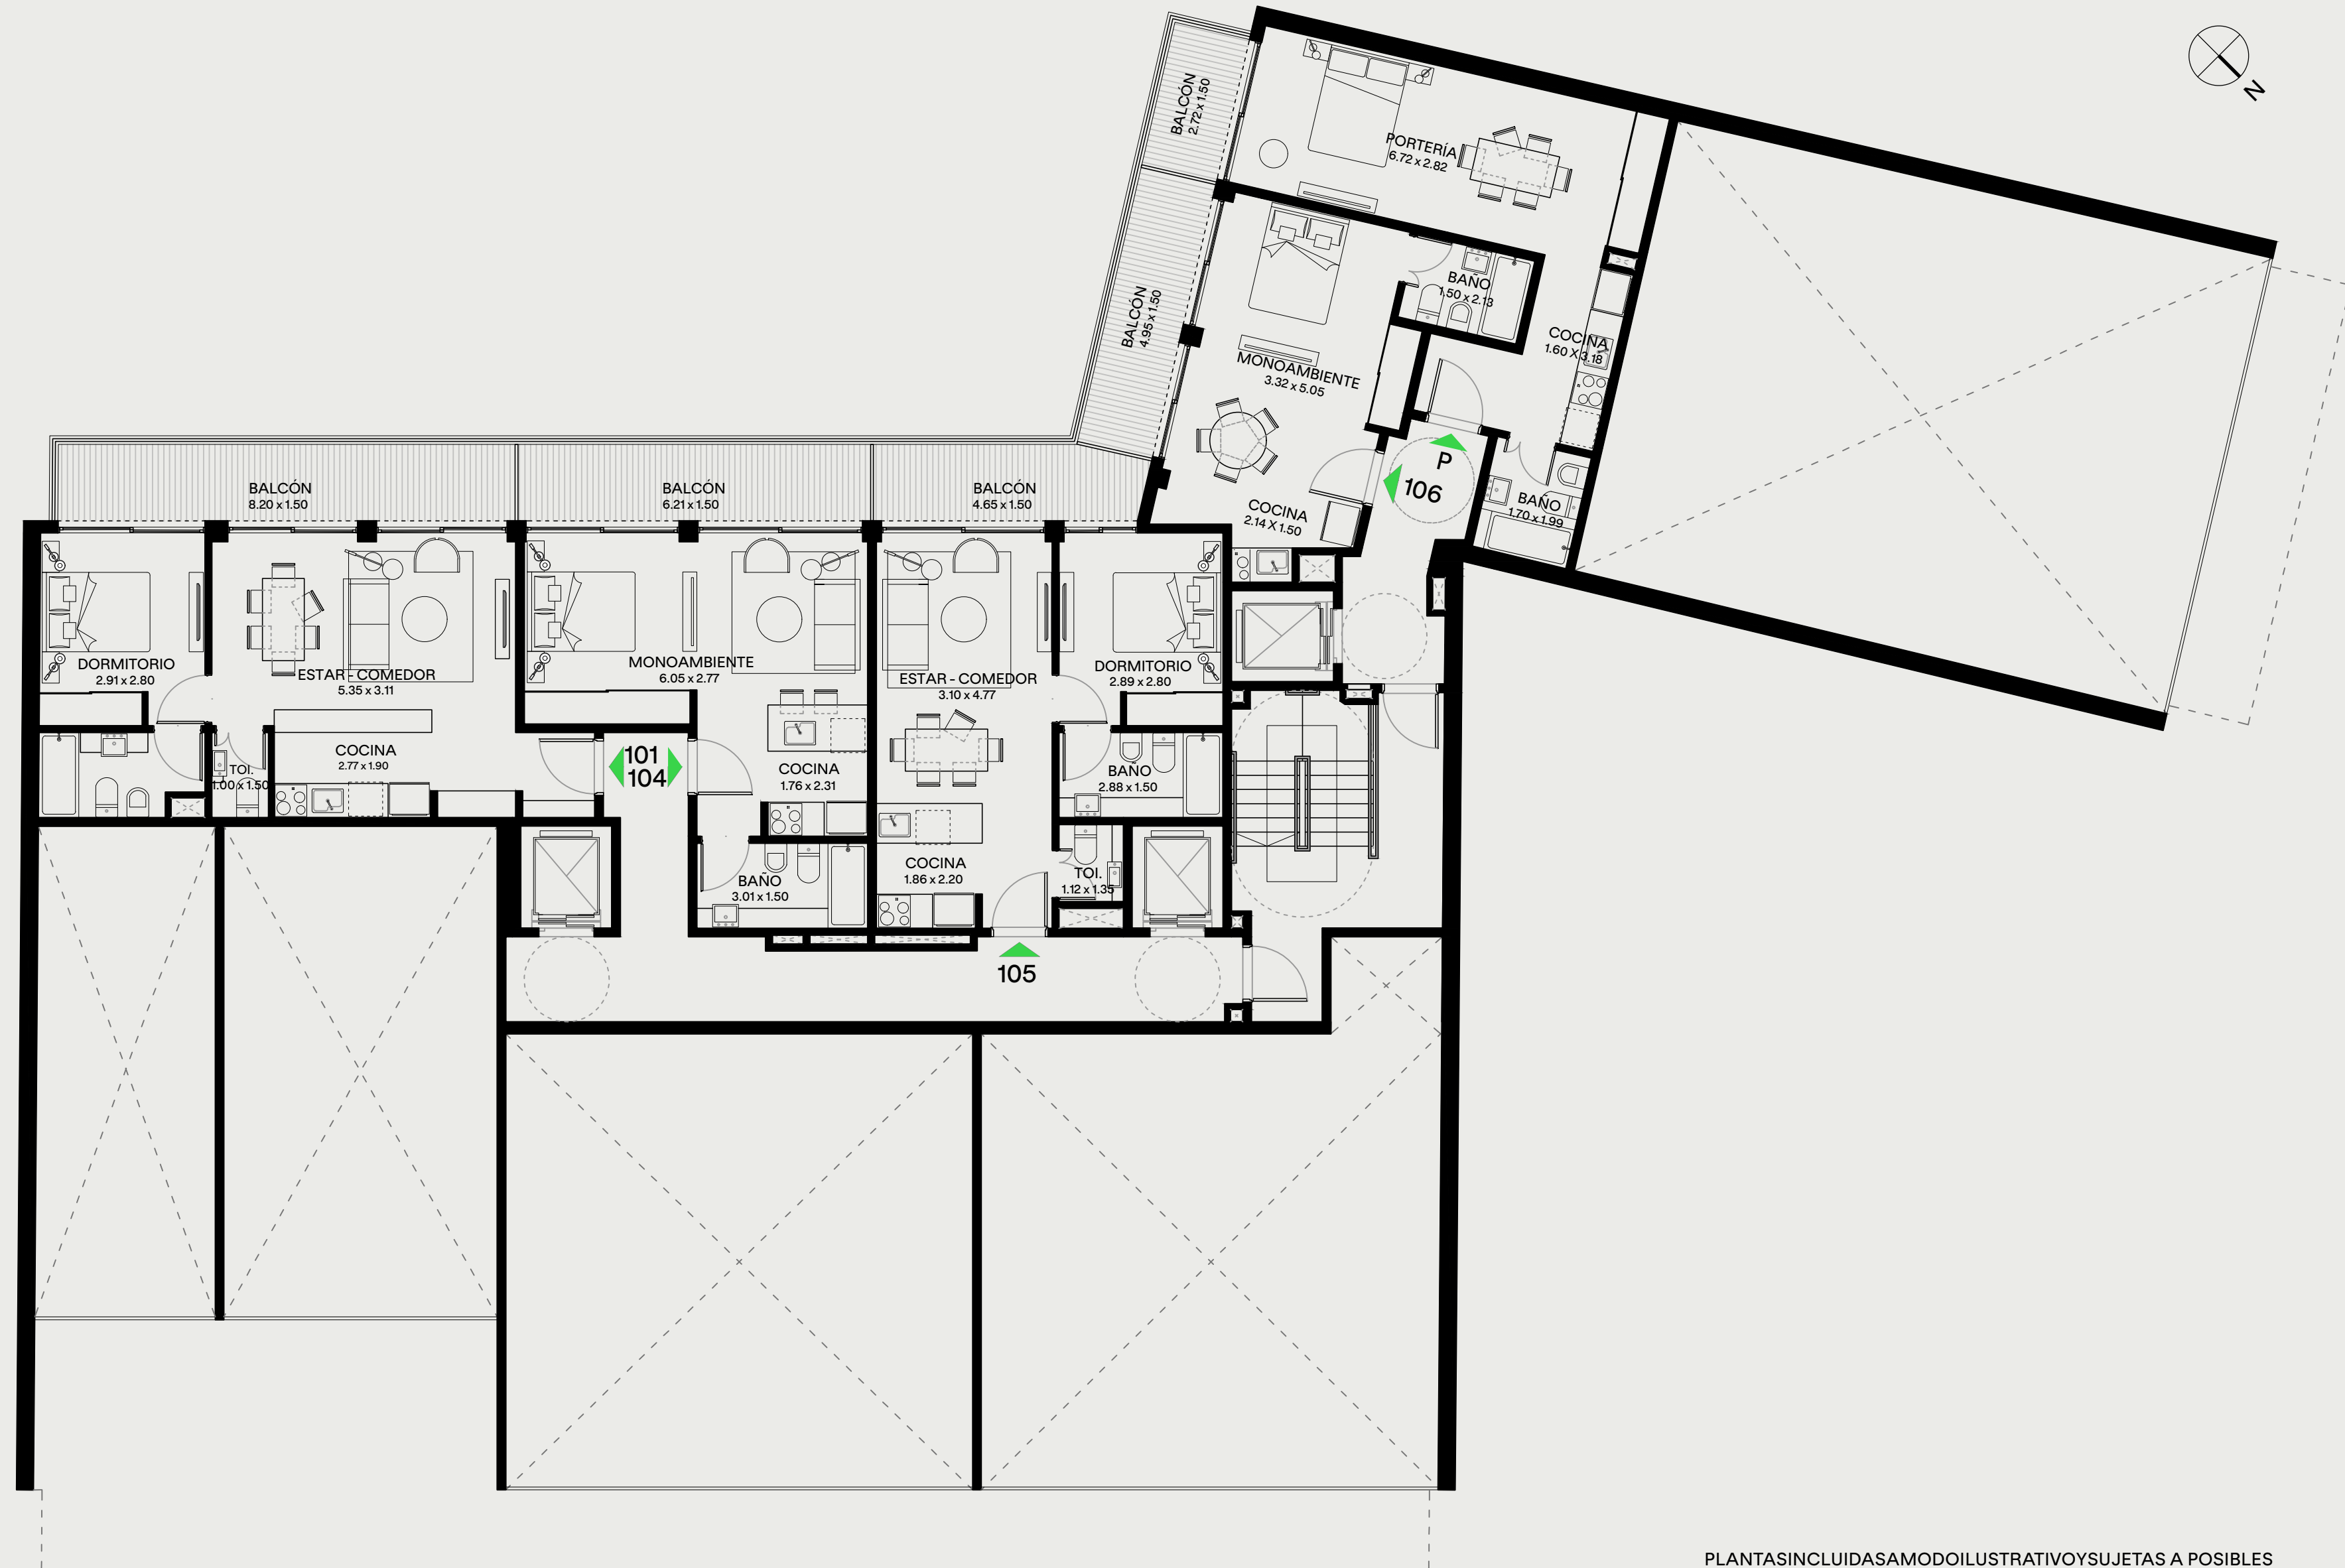 N
BALCÓN
2.72 x 1.50
PORTERÍA
6.72 x 2.82
BALCÓN
4.95 x 1.50
BAÑO
1.50 x 2.13
COCINA
1.60 X 3.18
MONOAMBIENTE
3.32 x 5.05
P
106
COCINA
2.14 X 1.50
BAÑO
1.70 x 1.99
BALCÓN
8.20 x 1.50
BALCÓN
6.21 x 1.50
BALCÓN
4.65 x 1.50
DORMITORIO
2.91 x 2.80
ESTAR - COMEDOR
5.35 x 3.11
MONOAMBIENTE
6.05 x 2.77
ESTAR - COMEDOR
3.10 x 4.77
DORMITORIO
2.89 x 2.80
TOI.
1.00 x 1.50
COCINA
2.77 x 1.90
101
104
COCINA
1.76 x 2.31
BAÑO
2.88 x 1.50
BAÑO
3.01 x 1.50
COCINA
1.86 x 2.20
TOI.
1.12 x 1.35
105
PLANTASINCLUIDASAMODOILUSTRATIVOYSUJETAS A POSIBLES